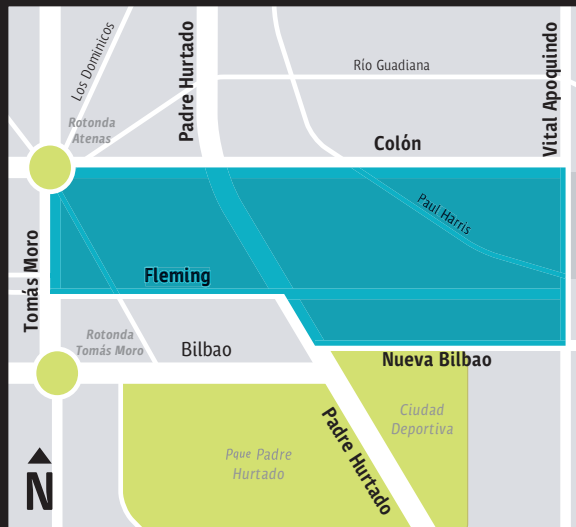 Los Dominicos
Padre Hurtado
Río Guadiana
Vital Apoquindo
Rotonda
Atenas
Colón
Paul Harris
Tomás Moro
Fleming
Rotonda
Tomás Moro
Bilbao
Nueva Bilbao
Padre Hurtado
Ciudad
Deportiva
Pque Padre
Hurtado
N